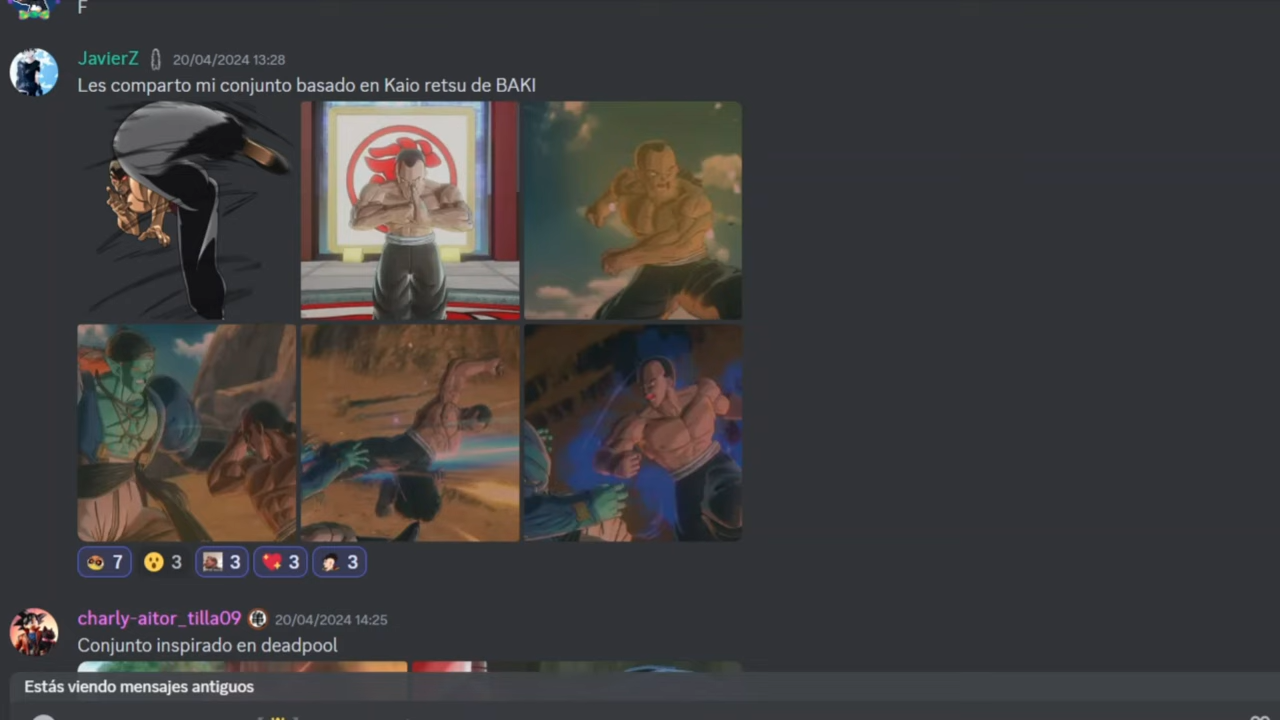 F
JavierZ 20/04/2024 13:28
Les comparto mi conjunto basado en Kaio retsu de BAKI
7 3 3 3 3
charly-aitor_tilla09 20/04/2024 14:25
Conjunto inspirado en deadpool
Estás viendo mensajes antiguos